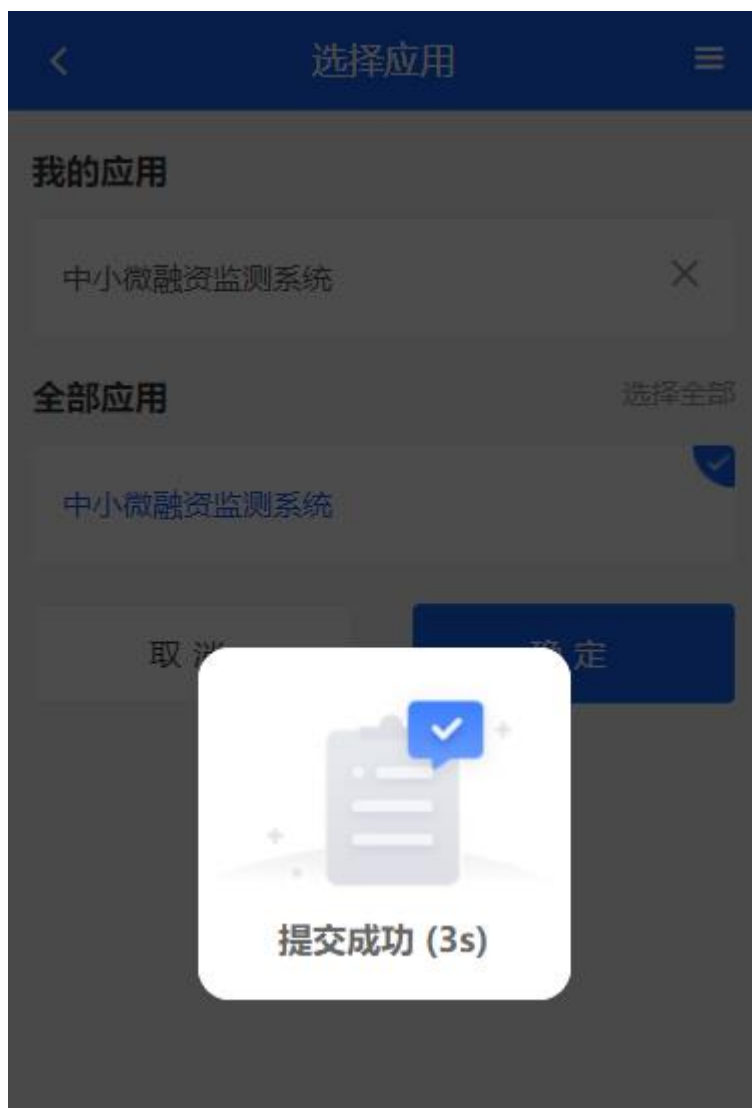 选择应用
我的应用
中小微融资监测系统
全部应用
选择全部
中小微融资监测系统
取
定
提交成功 (3s)